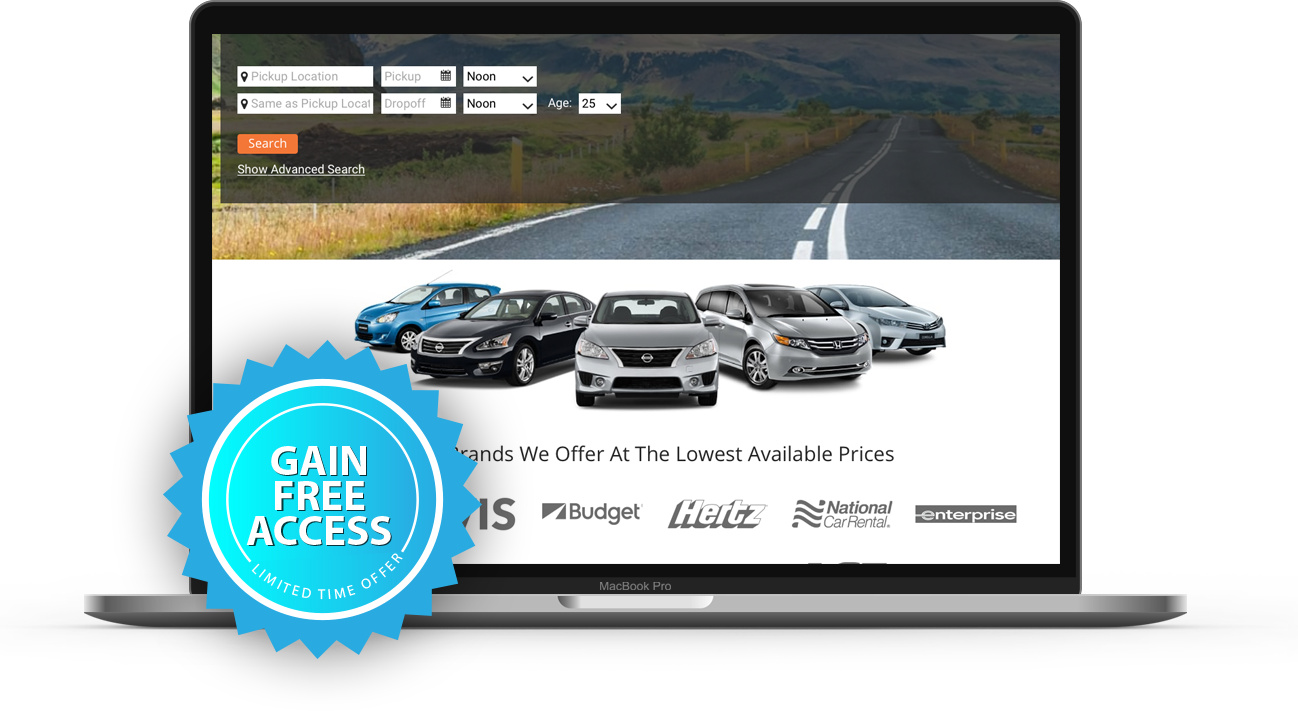 Pickup Location
Pickup
Noon
Same as Pickup Locat
Dropoff
Noon
Age:
25
Search
Show Advanced Search
We Offer At The Lowest Available Prices
Budget
Hertz
National
Car Rental.
enterprise
MacBook Pro
GAIN
FREE
ACCESS
LIMITED TIME OFFER